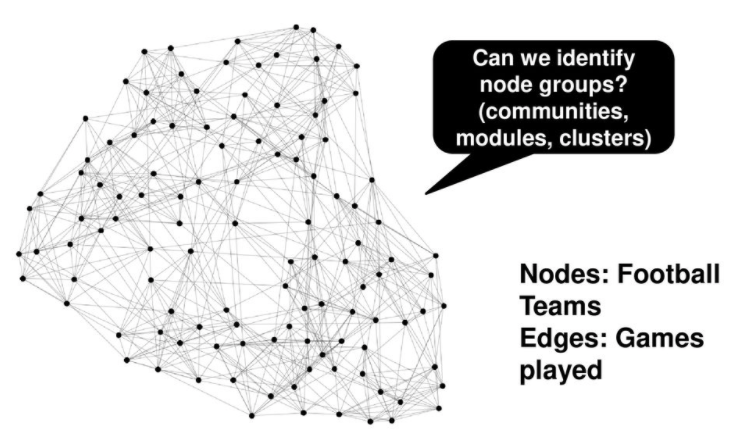 Can we identify
node groups?
(communities,
modules, clusters)
Nodes: Football
Teams
Edges: Games
played